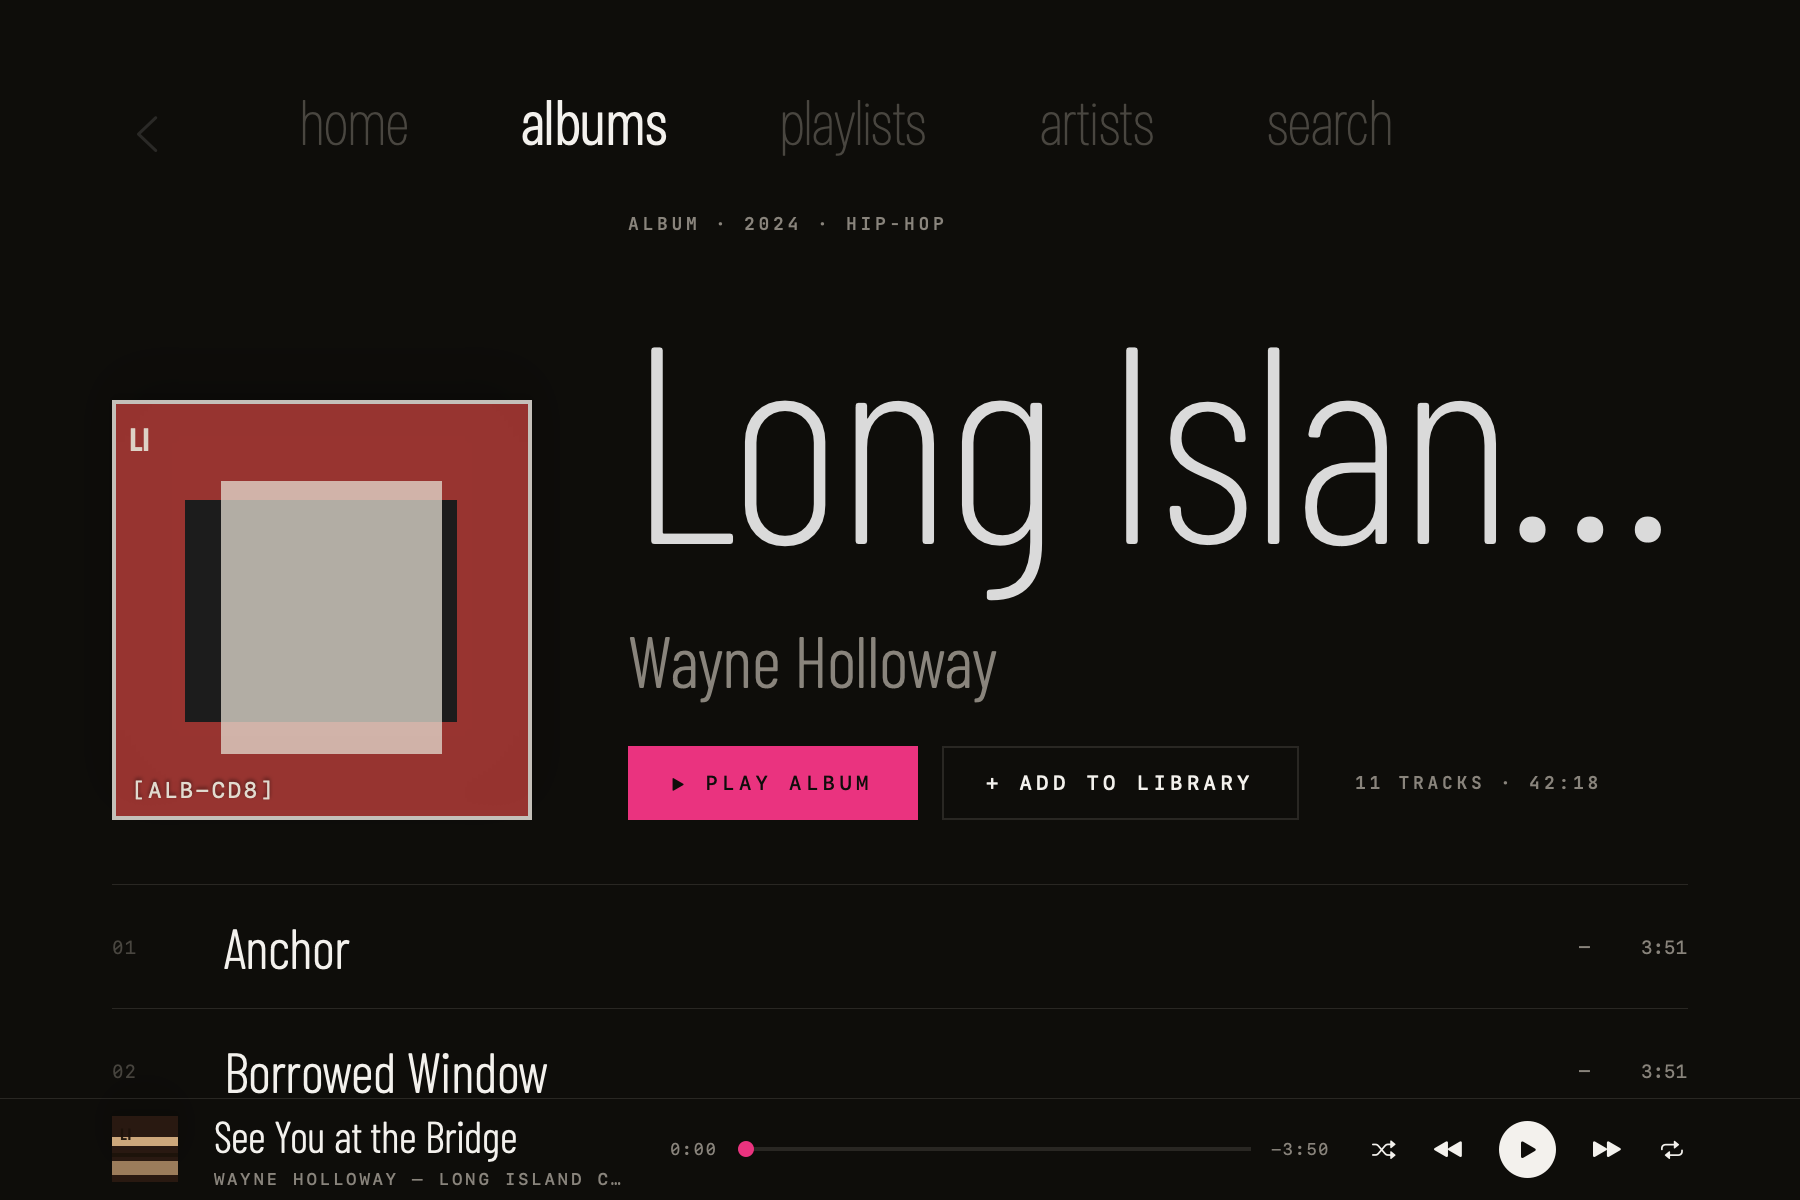 home albums playlists artists search
ALBUM · 2024 · HIP-HOP
Long Islan...
Wayne Holloway
LI
[ALB–CD8]
▶ PLAY ALBUM
+ ADD TO LIBRARY
11 TRACKS · 42:18
01 Anchor – 3:51
02 Borrowed Window – 3:51
LI
See You at the Bridge
WAYNE HOLLOWAY — LONG ISLAND C…
0:00
–3:50